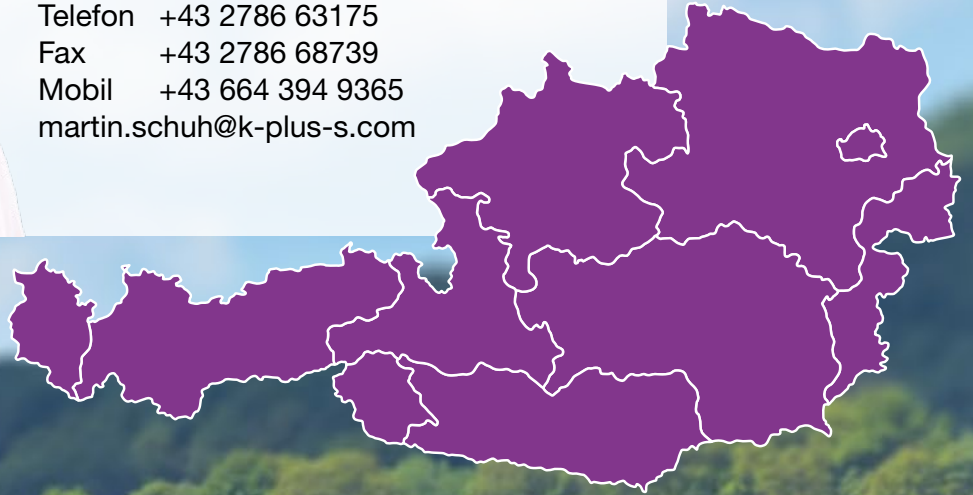 Telefon +43 2786 63175
Fax +43 2786 68739
Mobil +43 664 394 9365
martin.schuh@k-plus-s.com